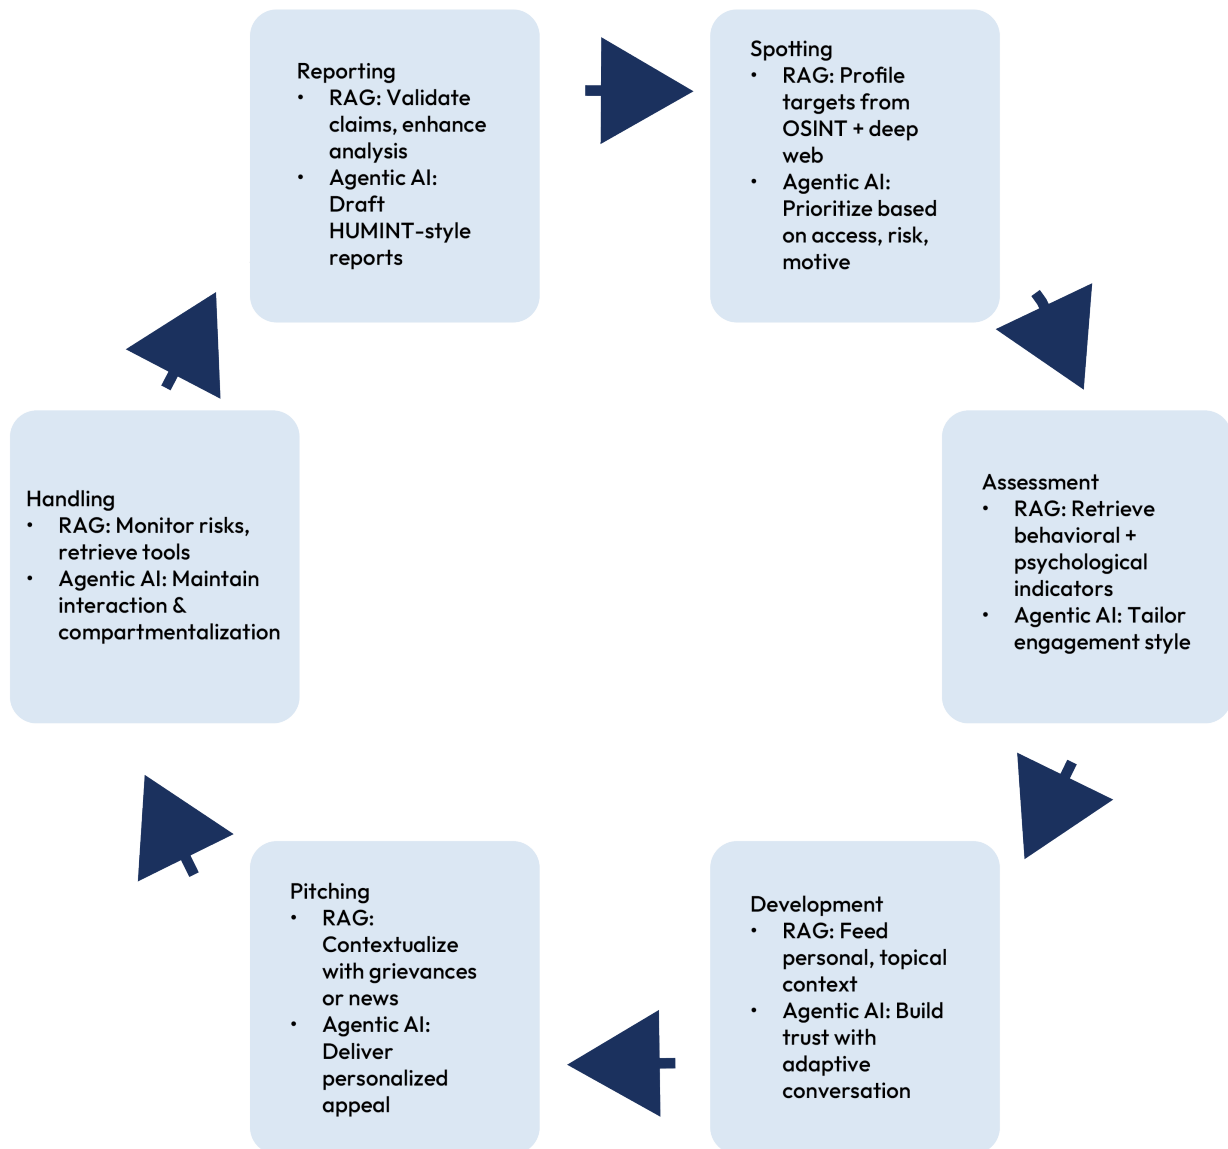 Reporting
• RAG: Validate
claims, enhance
analysis
• Agentic AI:
Draft
HUMINT-style
reports
Spotting
• RAG: Profile
targets from
OSINT + deep
web
• Agentic AI:
Prioritize based
on access, risk,
motive
Assessment
• RAG: Retrieve
behavioral +
psychological
indicators
• Agentic AI: Tailor
engagement style
Development
• RAG: Feed
personal, topical
context
• Agentic AI: Build
trust with
adaptive
conversation
Pitching
• RAG:
Contextualize
with grievances
or news
• Agentic AI:
Deliver
personalized
appeal
Handling
• RAG: Monitor risks,
retrieve tools
• Agentic AI: Maintain
interaction &
compartmentalization